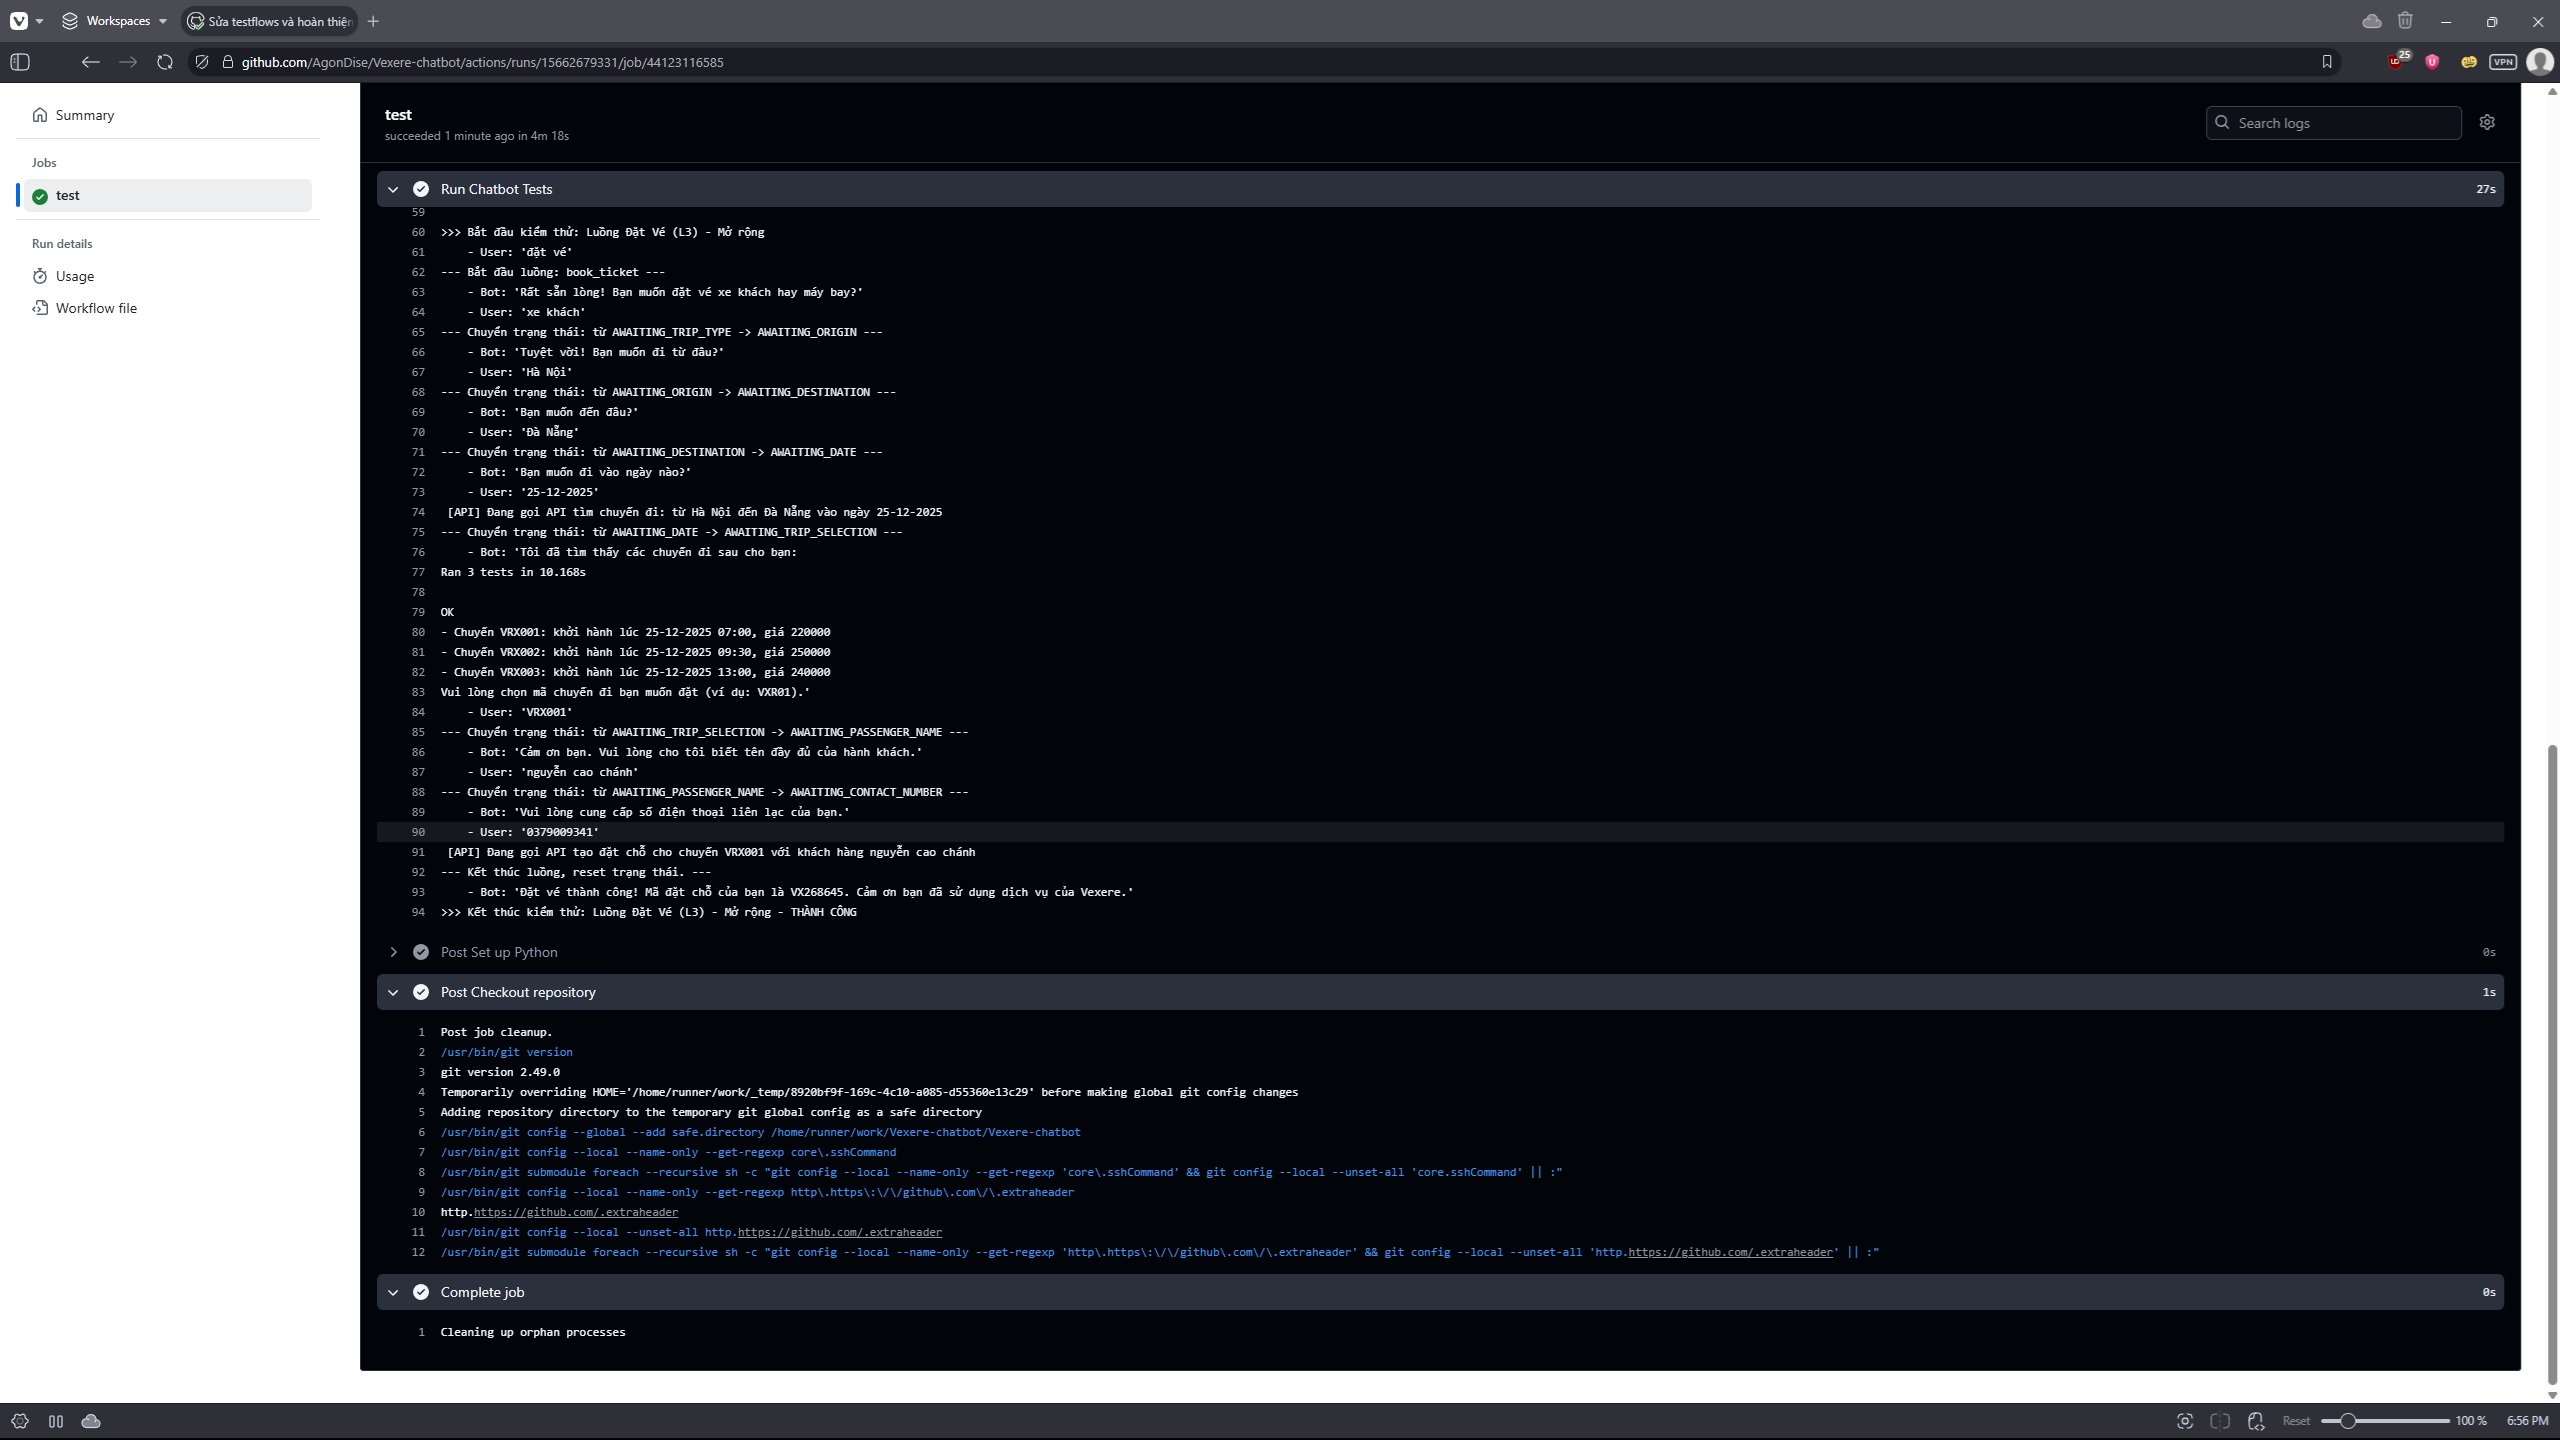 Workspaces
Sửa testflows và hoàn thiện
github.com/AgonDise/Vexere-chatbot/actions/runs/15662679331/job/44123116585
25
VPN
Summary
Jobs
test
Run details
Usage
Workflow file
test
succeeded 1 minute ago in 4m 18s
Search logs
Run Chatbot Tests
27s
59
60 >>> Bắt đầu kiểm thử: Luồng Đặt Vé (L3) - Mở rộng
61 - User: 'đặt vé'
62 --- Bắt đầu luồng: book_ticket ---
63 - Bot: 'Rất sẵn lòng! Bạn muốn đặt vé xe khách hay máy bay?'
64 - User: 'xe khách'
65 --- Chuyển trạng thái: từ AWAITING_TRIP_TYPE -> AWAITING_ORIGIN ---
66 - Bot: 'Tuyệt vời! Bạn muốn đi từ đâu?'
67 - User: 'Hà Nội'
68 --- Chuyển trạng thái: từ AWAITING_ORIGIN -> AWAITING_DESTINATION ---
69 - Bot: 'Bạn muốn đến đâu?'
70 - User: 'Đà Nẵng'
71 --- Chuyển trạng thái: từ AWAITING_DESTINATION -> AWAITING_DATE ---
72 - Bot: 'Bạn muốn đi vào ngày nào?'
73 - User: '25-12-2025'
74 [API] Đang gọi API tìm chuyến đi: từ Hà Nội đến Đà Nẵng vào ngày 25-12-2025
75 --- Chuyển trạng thái: từ AWAITING_DATE -> AWAITING_TRIP_SELECTION ---
76 - Bot: 'Tôi đã tìm thấy các chuyến đi sau cho bạn:
77 Ran 3 tests in 10.168s
78
79 OK
80 - Chuyến VRX001: khởi hành lúc 25-12-2025 07:00, giá 220000
81 - Chuyến VRX002: khởi hành lúc 25-12-2025 09:30, giá 250000
82 - Chuyến VRX003: khởi hành lúc 25-12-2025 13:00, giá 240000
83 Vui lòng chọn mã chuyến đi bạn muốn đặt (ví dụ: VXR01).'
84 - User: 'VRX001'
85 --- Chuyển trạng thái: từ AWAITING_TRIP_SELECTION -> AWAITING_PASSENGER_NAME ---
86 - Bot: 'Cảm ơn bạn. Vui lòng cho tôi biết tên đầy đủ của hành khách.'
87 - User: 'nguyễn cao chánh'
88 --- Chuyển trạng thái: từ AWAITING_PASSENGER_NAME -> AWAITING_CONTACT_NUMBER ---
89 - Bot: 'Vui lòng cung cấp số điện thoại liên lạc của bạn.'
90 - User: '0379009341'
91 [API] Đang gọi API tạo đặt chỗ cho chuyến VRX001 với khách hàng nguyễn cao chánh
92 --- Kết thúc luồng, reset trạng thái. ---
93 - Bot: 'Đặt vé thành công! Mã đặt chỗ của bạn là VX268645. Cảm ơn bạn đã sử dụng dịch vụ của Vexere.'
94 >>> Kết thúc kiểm thử: Luồng Đặt Vé (L3) - Mở rộng - THÀNH CÔNG
Post Set up Python
0s
Post Checkout repository
1s
1 Post job cleanup.
2 /usr/bin/git version
3 git version 2.49.0
4 Temporarily overriding HOME='/home/runner/work/_temp/8920bf9f-169c-4c10-a085-d55360e13c29' before making global git config changes
5 Adding repository directory to the temporary git global config as a safe directory
6 /usr/bin/git config --global --add safe.directory /home/runner/work/Vexere-chatbot/Vexere-chatbot
7 /usr/bin/git config --local --name-only --get-regexp core\.sshCommand
8 /usr/bin/git submodule foreach --recursive sh -c "git config --local --name-only --get-regexp 'core\.sshCommand' && git config --local --unset-all 'core.sshCommand' || :"
9 /usr/bin/git config --local --name-only --get-regexp http\.https\:\/\/github\.com\/\.extraheader
10 http.https://github.com/.extraheader
11 /usr/bin/git config --local --unset-all http.https://github.com/.extraheader
12 /usr/bin/git submodule foreach --recursive sh -c "git config --local --name-only --get-regexp 'http\.https\:\/\/github\.com\/\.extraheader' && git config --local --unset-all 'http.https://github.com/.extraheader' || :"
Complete job
0s
1 Cleaning up orphan processes
Reset
100 %
6:56 PM